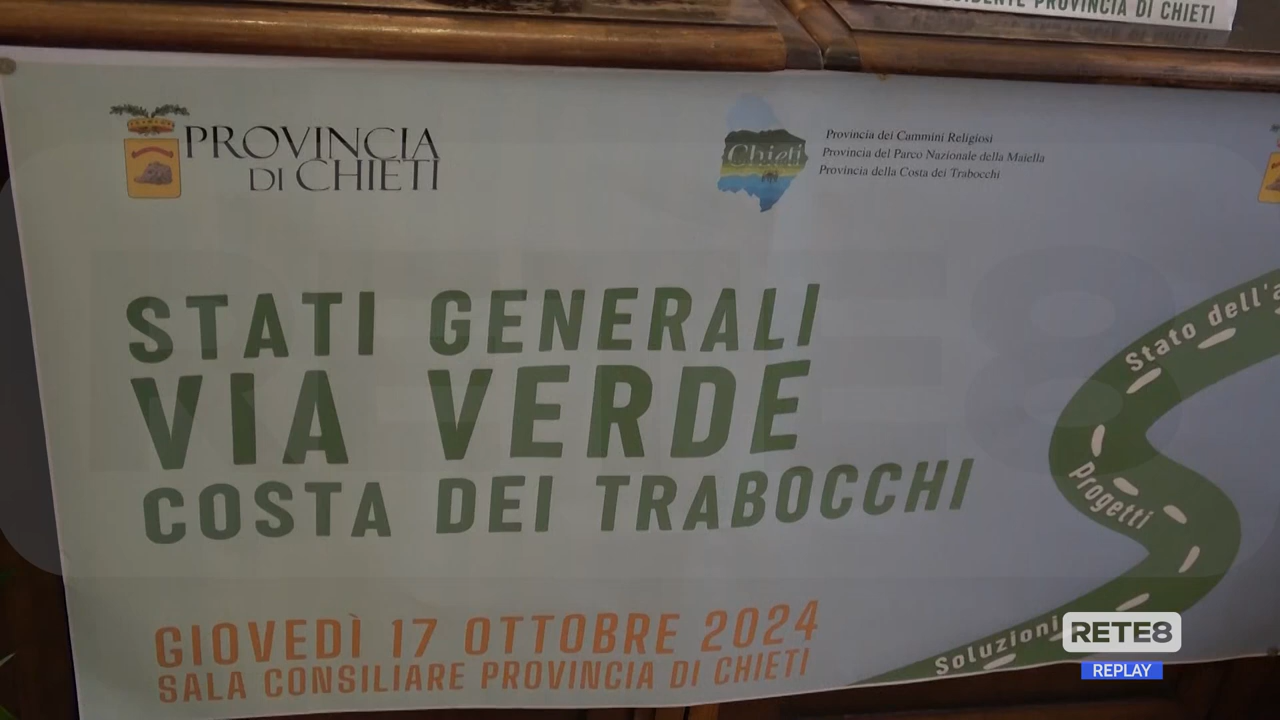 PROVINCIA DI CHIETI
PROVINCIA
DI CHIETI
Chieti
Provincia dei Cammini Religiosi
Provincia del Parco Nazionale della Maiella
Provincia della Costa dei Trabocchi
STATI GENERALI
VIA VERDE
COSTA DEI TRABOCCHI
Stato dell'a
Progetti
Soluzioni
GIOVEDÌ 17 OTTOBRE 2024
SALA CONSILIARE PROVINCIA DI CHIETI
RETE8
REPLAY